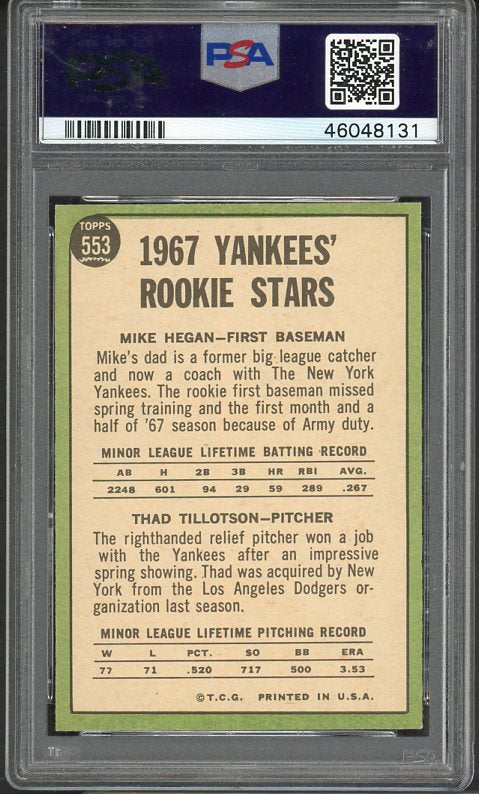 PSA
PSA
46048131
TOPPS
553
1967 YANKEES'
ROOKIE STARS
MIKE HEGAN—FIRST BASEMAN
Mike's dad is a former big league catcher
and now a coach with The New York
Yankees. The rookie first baseman missed
spring training and the first month and a
half of '67 season because of Army duty.
MINOR LEAGUE LIFETIME BATTING RECORD
AB H 2B 3B HR RBI AVG.
2248 601 94 29 59 289 .267
THAD TILLOTSON—PITCHER
The righthanded relief pitcher won a job
with the Yankees after an impressive
spring showing. Thad was acquired by New
York from the Los Angeles Dodgers or-
ganization last season.
MINOR LEAGUE LIFETIME PITCHING RECORD
W L PCT. SO BB ERA
77 71 .520 717 500 3.53
©T.C.G. PRINTED IN U.S.A.
PSA